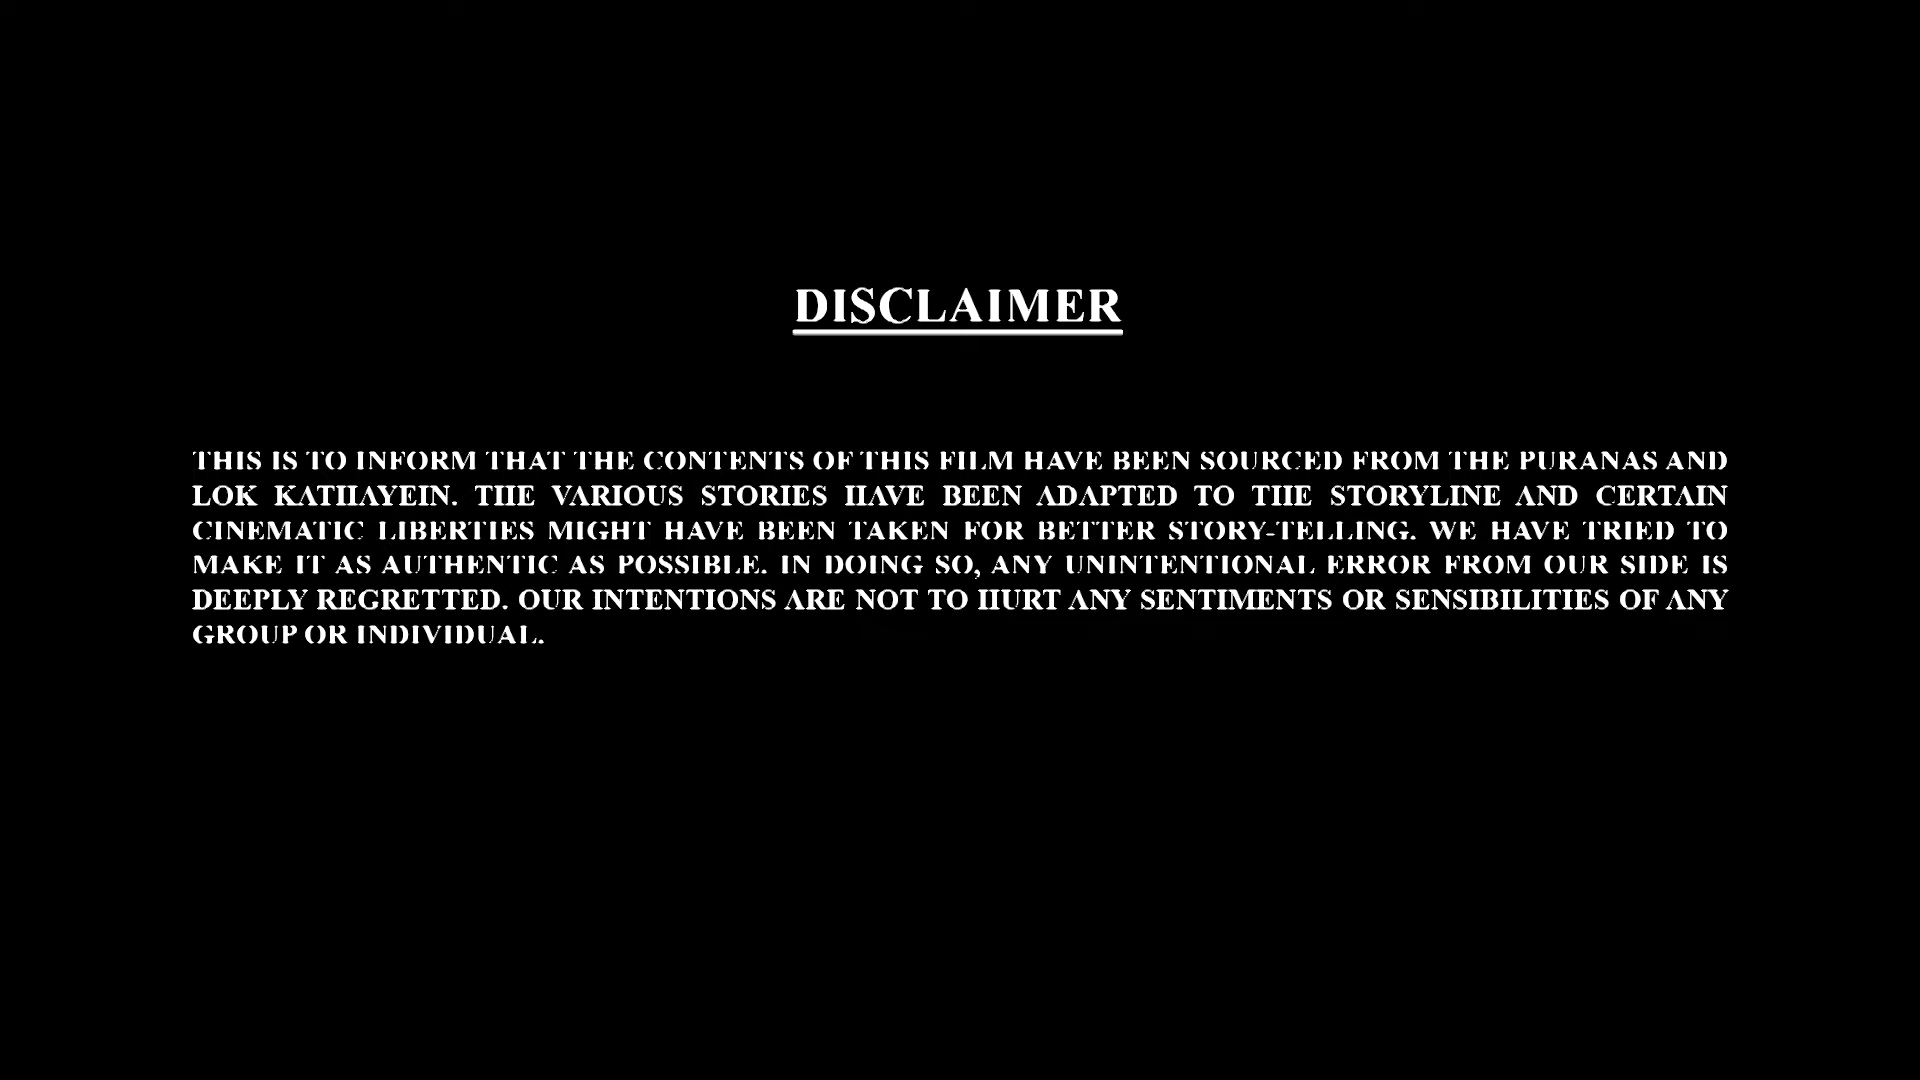 DISCLAIMER
THIS IS TO INFORM THAT THE CONTENTS OF THIS FILM HAVE BEEN SOURCED FROM THE PURANAS AND
LOK KATHAYEIN. THE VARIOUS STORIES HAVE BEEN ADAPTED TO THE STORYLINE AND CERTAIN
CINEMATIC LIBERTIES MIGHT HAVE BEEN TAKEN FOR BETTER STORY-TELLING. WE HAVE TRIED TO
MAKE IT AS AUTHENTIC AS POSSIBLE. IN DOING SO, ANY UNINTENTIONAL ERROR FROM OUR SIDE IS
DEEPLY REGRETTED. OUR INTENTIONS ARE NOT TO HURT ANY SENTIMENTS OR SENSIBILITIES OF ANY
GROUP OR INDIVIDUAL.